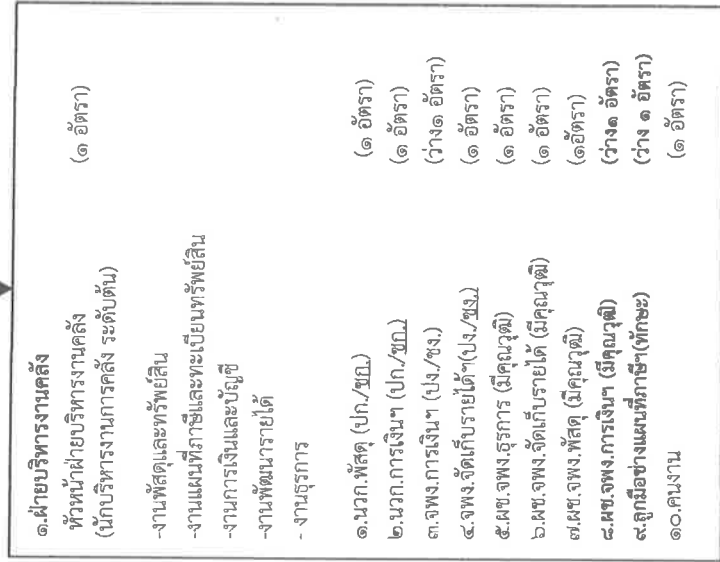 ๑.ฝ่ายบริหารงานคลัง
หัวหน้าฝ่ายบริหารงานคลัง (๑ อัตรา)
(นักบริหารงานการคลัง ระดับต้น)
-งานพัสดุและทรัพย์สิน
-งานแผนที่ภาษีและทะเบียนทรัพย์สิน
-งานการเงินและบัญชี
-งานพัฒนารายได้
- งานธุรการ
๑.นวก.พัสดุ (ปก./ชก.) (๑ อัตรา)
๒.นวก.การเงินฯ (ปก./ชก.) (๑ อัตรา)
๓.จพง.การเงินฯ (ปง./ชง.) (ว่าง๑ อัตรา)
๔.จพง.จัดเก็บรายได้ฯ(ปง./ชง.) (๑ อัตรา)
๕.ผช.จพง.ธุรการ (มีคุณวุฒิ) (๑ อัตรา)
๖.ผช.จพง.จัดเก็บรายได้ (มีคุณวุฒิ) (๑ อัตรา)
๗.ผช.จพง.พัสดุ (มีคุณวุฒิ) (๑อัตรา)
๘.ผช.จพง.การเงินฯ (มีคุณวุฒิ) (ว่าง๑ อัตรา)
๙.ลูกมือช่างแผนที่ภาษีฯ(ทักษะ) (ว่าง ๑ อัตรา)
๑๐.คนงาน (๑ อัตรา)